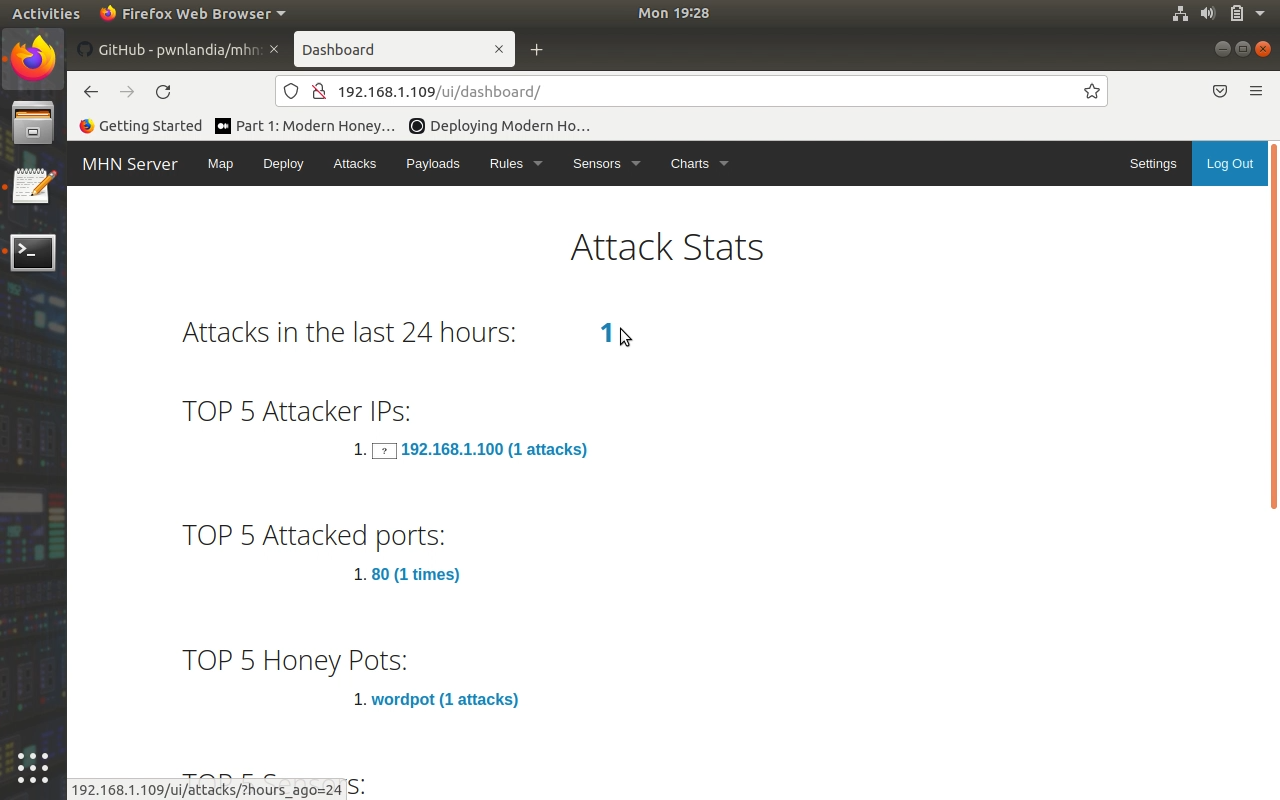 Activities Firefox Web Browser Mon 19:28
GitHub - pwnlandia/mhn: Dashboard
192.168.1.109/ui/dashboard/
Getting Started Part 1: Modern Honey… Deploying Modern Ho…
MHN Server Map Deploy Attacks Payloads Rules Sensors Charts Settings Log Out
Attack Stats
Attacks in the last 24 hours: 1
TOP 5 Attacker IPs:
1. ? 192.168.1.100 (1 attacks)
TOP 5 Attacked ports:
1. 80 (1 times)
TOP 5 Honey Pots:
1. wordpot (1 attacks)
TOP 5 Sensors:
192.168.1.109/ui/attacks/?hours_ago=24